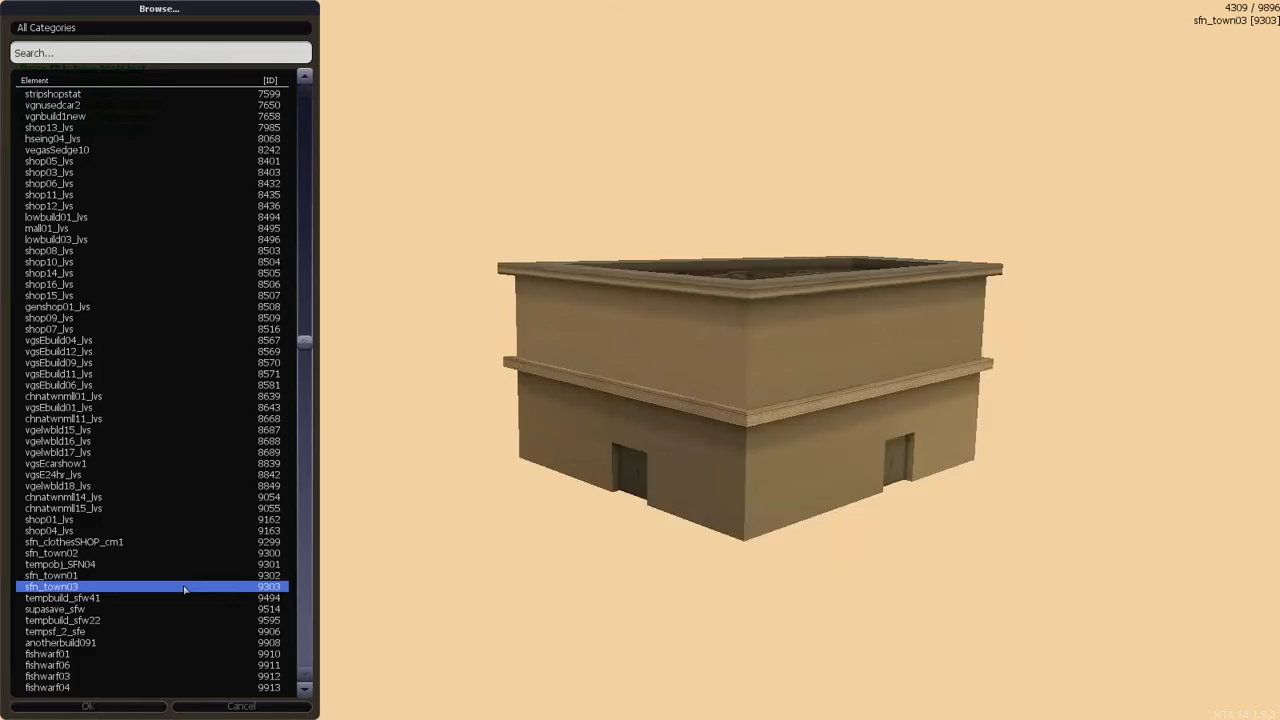 Browse...
4309 / 9896
sfn_town03 [9303]
All Categories
Search...
Element [ID]
stripshopstat 7599
vgnusedcar2 7650
vgnbuild1new 7658
shop13_lvs 7985
hseing04_lvs 8068
vegasSedge10 8242
shop05_lvs 8401
shop03_lvs 8403
shop06_lvs 8432
shop11_lvs 8435
shop12_lvs 8436
lowbuild01_lvs 8494
mall01_lvs 8495
lowbuild03_lvs 8496
shop08_lvs 8503
shop10_lvs 8504
shop14_lvs 8505
shop16_lvs 8506
shop15_lvs 8507
genshop01_lvs 8508
shop09_lvs 8509
shop07_lvs 8516
vgsEbuild04_lvs 8567
vgsEbuild12_lvs 8569
vgsEbuild09_lvs 8570
vgsEbuild11_lvs 8571
vgsEbuild06_lvs 8581
chnatwnmll01_lvs 8639
vgsEbuild01_lvs 8643
chnatwnmll11_lvs 8668
vgelwbld15_lvs 8687
vgelwbld16_lvs 8688
vgelwbld17_lvs 8689
vgsEcarshow1 8839
vgsE24hr_lvs 8842
vgelwbld18_lvs 8849
chnatwnmll14_lvs 9054
chnatwnmll15_lvs 9055
shop01_lvs 9162
shop04_lvs 9163
sfn_clothesSHOP_cm1 9299
sfn_town02 9300
tempobj_SFN04 9301
sfn_town01 9302
sfn_town03 9303
tempbuild_sfw41 9494
supasave_sfw 9514
tempbuild_sfw22 9595
tempsf_2_sfe 9906
anotherbuild091 9908
fishwarf01 9910
fishwarf06 9911
fishwarf03 9912
fishwarf04 9913
Ok Cancel
MTA:SA 1.5.2